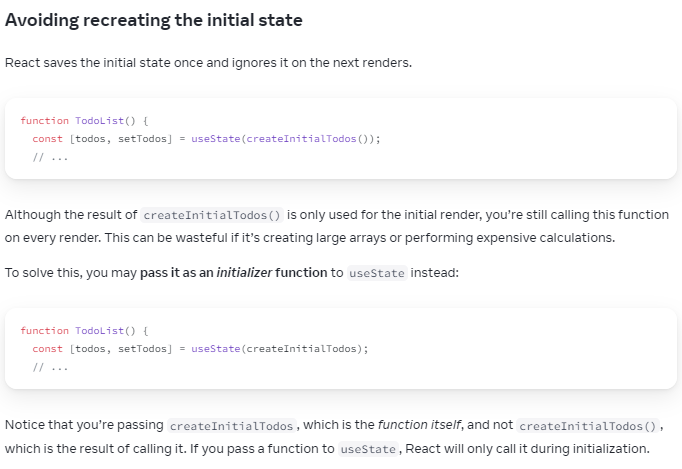 Avoiding recreating the initial state
React saves the initial state once and ignores it on the next renders.
function TodoList() {
  const [todos, setTodos] = useState(createInitialTodos());
  // ...
Although the result of createInitialTodos() is only used for the initial render, you’re still calling this function
on every render. This can be wasteful if it’s creating large arrays or performing expensive calculations.
To solve this, you may pass it as an initializer function to useState instead:
function TodoList() {
  const [todos, setTodos] = useState(createInitialTodos);
  // ...
Notice that you’re passing createInitialTodos, which is the function itself, and not createInitialTodos(),
which is the result of calling it. If you pass a function to useState, React will only call it during initialization.